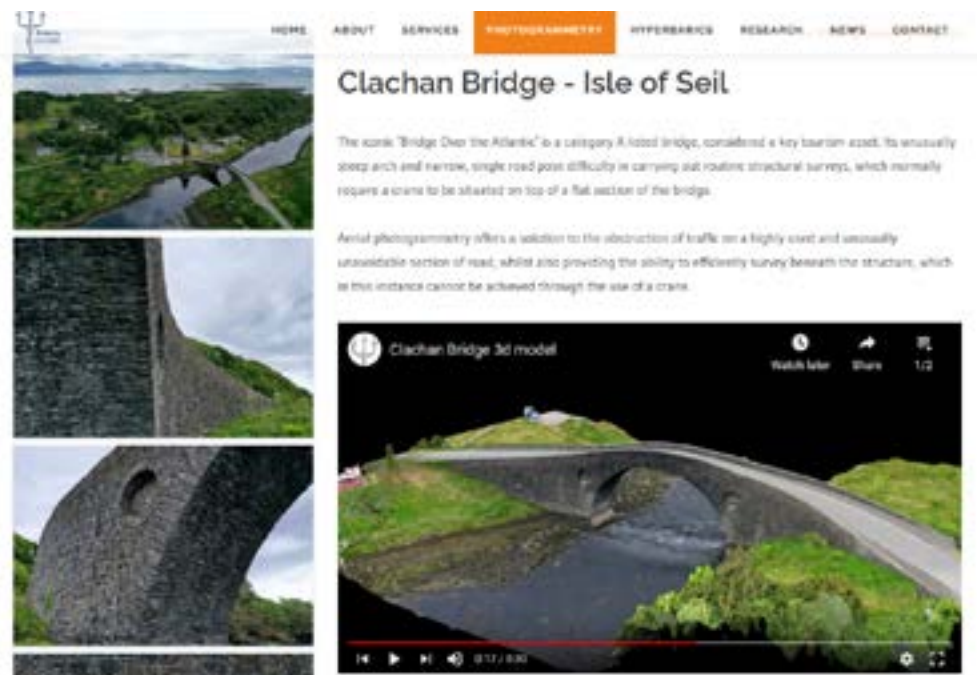 HOME ABOUT SERVICES PHOTOGRAMMETRY HYPERBARICS RESEARCH NEWS CONTACT
Clachan Bridge - Isle of Seil
The iconic "Bridge Over the Atlantic" is a category A listed bridge, considered a key tourism asset. Its unusually
steep arch and narrow, single road pose difficulty in carrying out routine structural surveys, which normally
require a crane to be situated on top of a flat section of the bridge.
Aerial photogrammetry offers a solution to the obstruction of traffic on a highly used and unusually
unavoidable section of road, whilst also providing the ability to efficiently survey beneath the structure, which
in this instance cannot be achieved through the use of a crane.
Clachan Bridge 3d model
Watch later Share 1/2